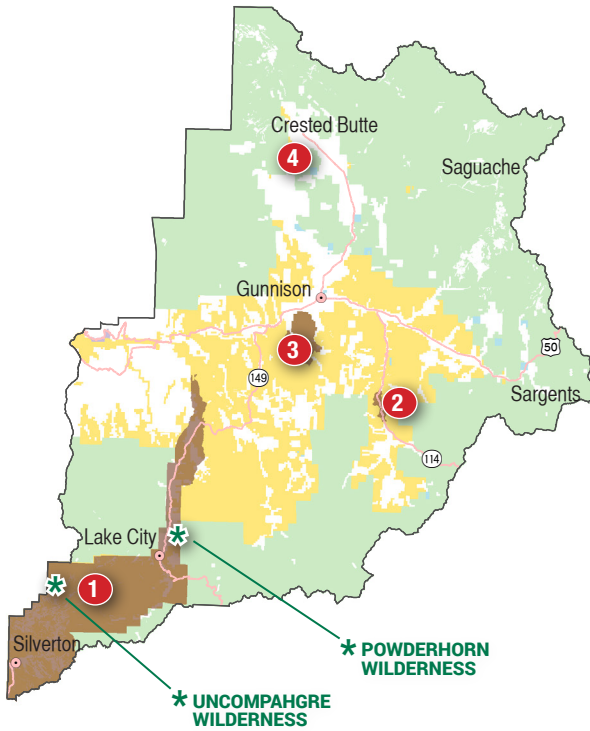 Crested Butte
4
Saguache
Gunnison
3
50
149
Sargents
2
114
Lake City
*
* 1
Silverton
* POWDERHORN
WILDERNESS
* UNCOMPAHGRE
WILDERNESS